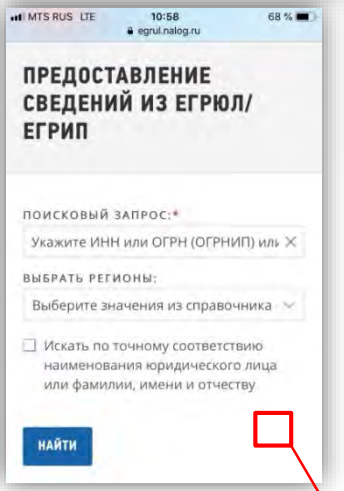 MTS RUS LTE 10:58 68 %
egrul.nalog.ru
ПРЕДОСТАВЛЕНИЕ
СВЕДЕНИЙ ИЗ ЕГРЮЛ/
ЕГРИП
ПОИСКОВЫЙ ЗАПРОС:*
Укажите ИНН или ОГРН (ОГРНИП) или
ВЫБРАТЬ РЕГИОНЫ:
Выберите значения из справочника
Искать по точному соответствию
наименования юридического лица
или фамилии, имени и отчеству
НАЙТИ